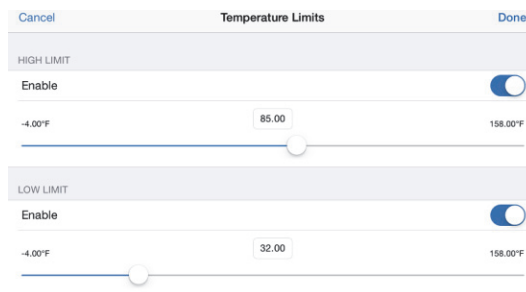 Cancel Temperature Limits Done
HIGH LIMIT
Enable
85.00
-4.00°F 158.00°F
LOW LIMIT
Enable
32.00
-4.00°F 158.00°F